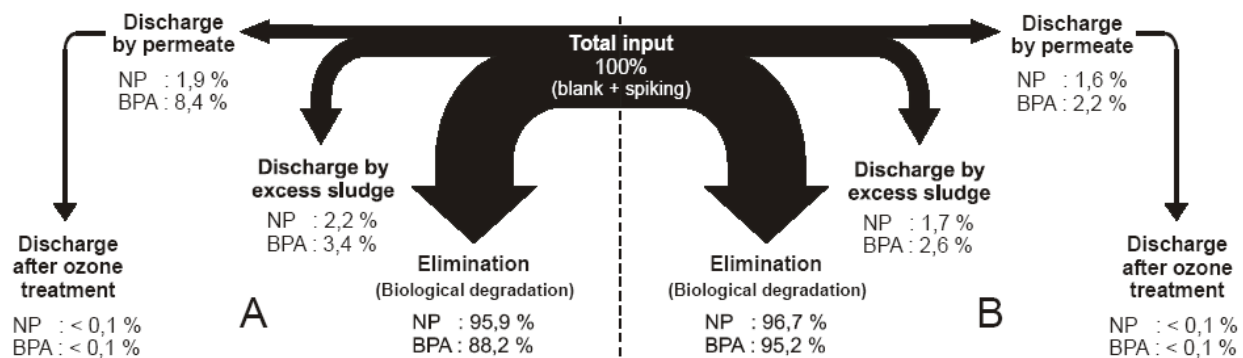 Discharge
by permeate
NP : 1,9 %
BPA : 8,4 %
Total input
100%
(blank + spiking)
Discharge
by permeate
NP : 1,6 %
BPA : 2,2 %
Discharge by
excess sludge
NP : 2,2 %
BPA : 3,4 %
Discharge by
excess sludge
NP : 1,7 %
BPA : 2,6 %
Discharge
after ozone
treatment
NP : < 0,1 %
BPA : < 0,1 %
A
Elimination
(Biological degradation)
NP : 95,9 %
BPA : 88,2 %
Elimination
(Biological degradation)
NP : 96,7 %
BPA : 95,2 %
B
Discharge
after ozone
treatment
NP : < 0,1 %
BPA : < 0,1 %